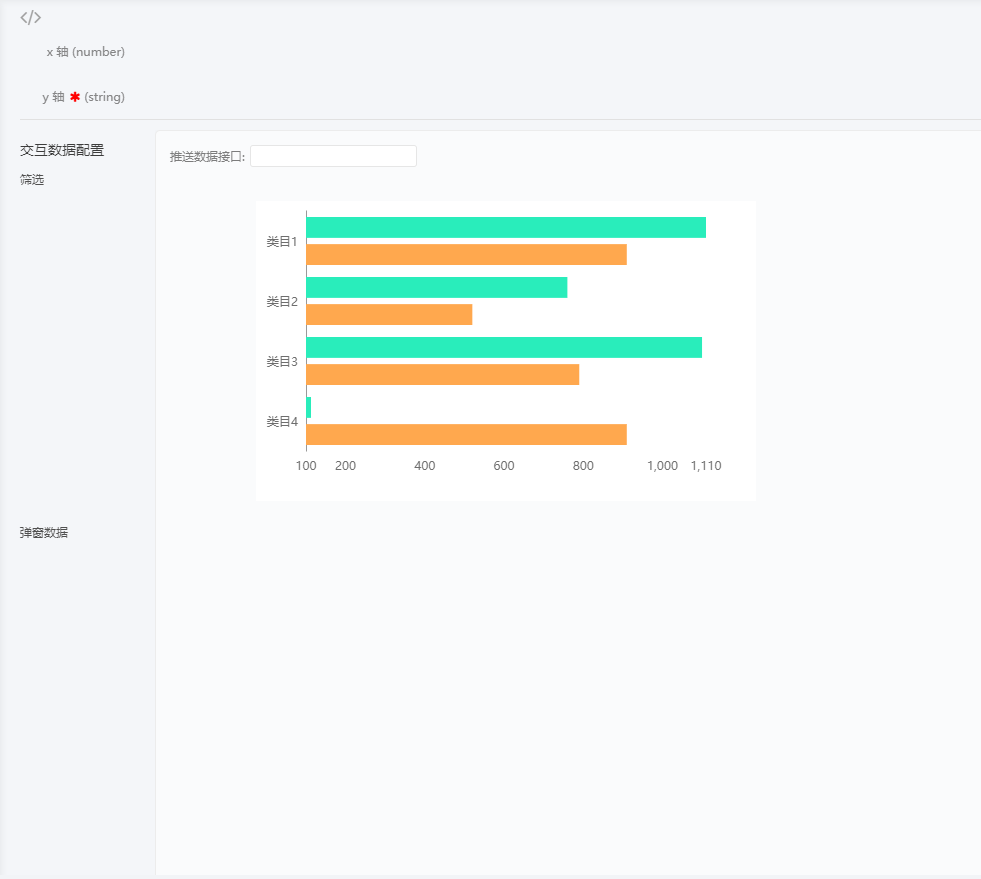 </>
x 轴 (number)
y 轴 ✱ (string)
交互数据配置
筛选
推送数据接口:
类目1
类目2
类目3
类目4
100 200 400 600 800 1,000 1,110
弹窗数据